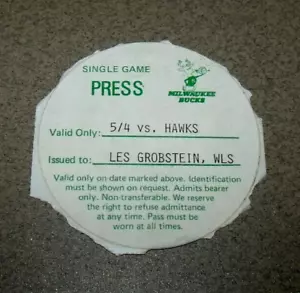 SINGLE GAME
PRESS
MILWAUKEE
BUCKS
Valid Only: 5/4 vs. HAWKS
Issued to: LES GROBSTEIN, WLS
Valid only on date marked above. Identification
must be shown on request. Admits bearer
only. Non-transferable. We reserve
the right to refuse admittance
at any time. Pass must be
worn at all times.